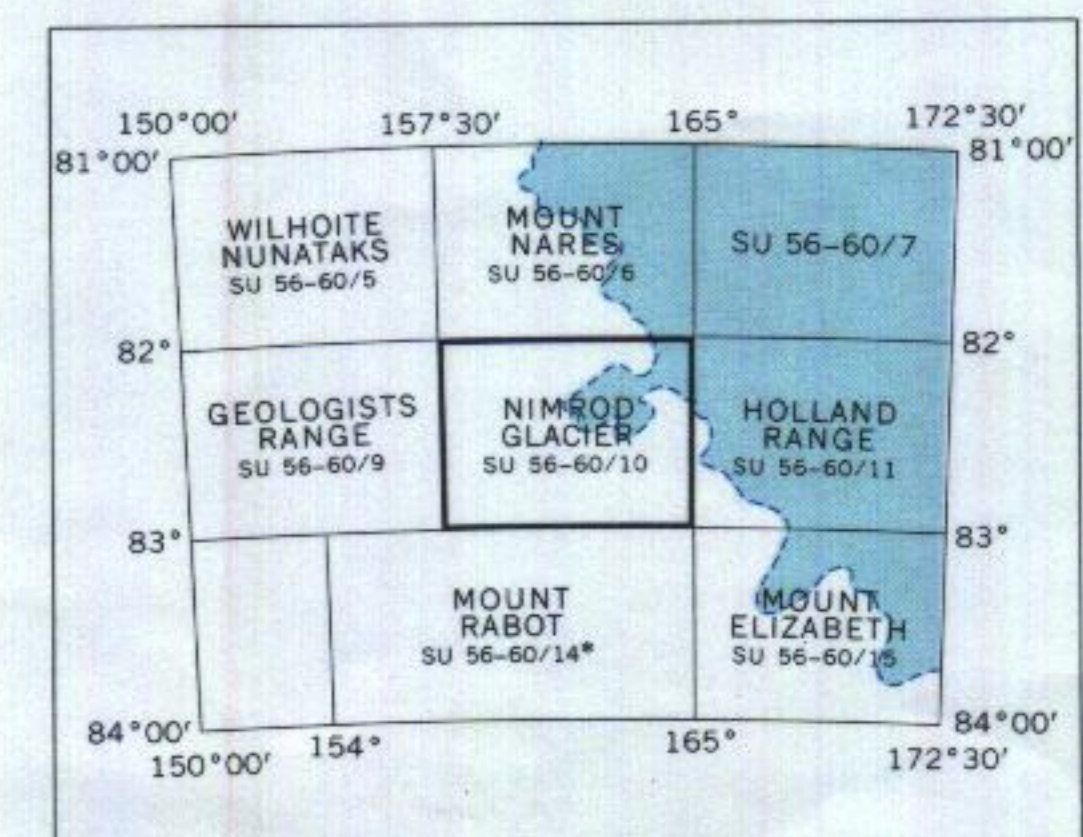 150°00′ 157°30′ 165° 172°30′
81°00′ 81°00′
WILHOITE
NUNATAKS
SU 56-60/5
MOUNT
NARES
SU 56-60/6
SU 56-60/7
82° 82°
GEOLOGISTS
RANGE
SU 56-60/9
NIMROD
GLACIER
SU 56-60/10
HOLLAND
RANGE
SU 56-60/11
83° 83°
MOUNT
RABOT
SU 56-60/14*
MOUNT
ELIZABETH
SU 56-60/15
84°00′ 84°00′
150°00′ 154° 165° 172°30′